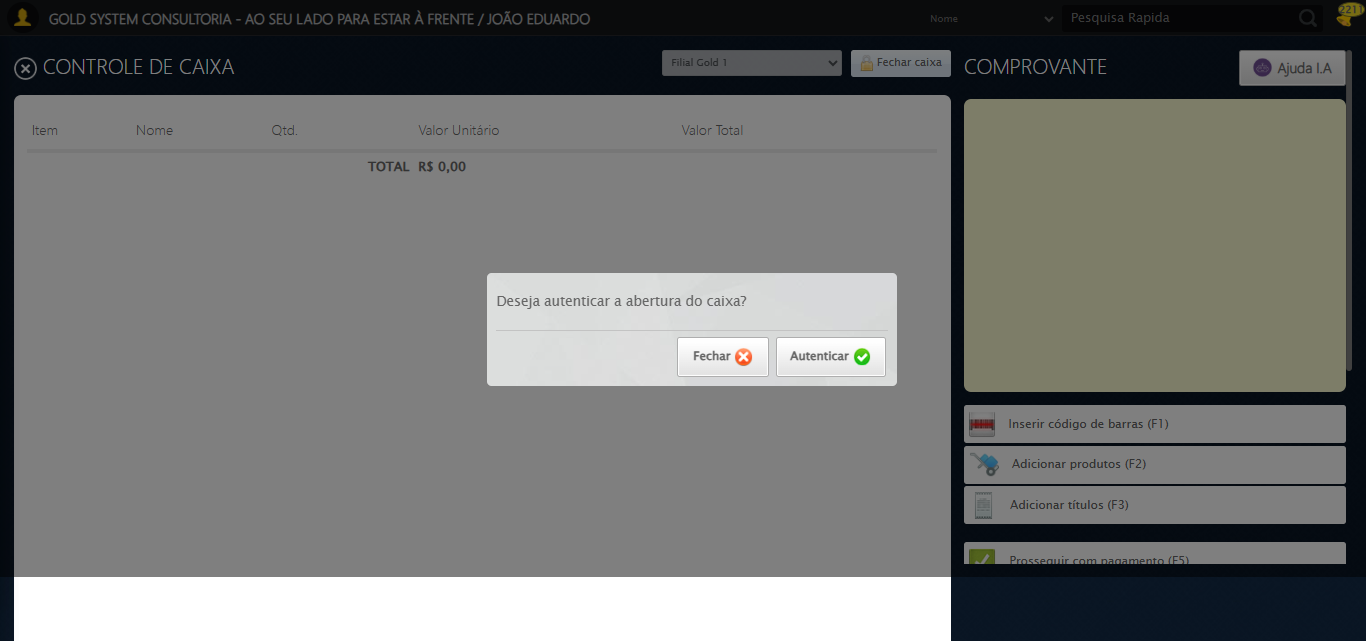 GOLD SYSTEM CONSULTORIA - AO SEU LADO PARA ESTAR À FRENTE / JOÃO EDUARDO
Nome
Pesquisa Rapida
2211
CONTROLE DE CAIXA
Filial Gold 1
Fechar caixa
COMPROVANTE
Ajuda I.A
Item Nome Qtd. Valor Unitário Valor Total
TOTAL R$ 0,00
Deseja autenticar a abertura do caixa?
Fechar
Autenticar
Inserir código de barras (F1)
Adicionar produtos (F2)
Adicionar títulos (F3)
Prosseguir com pagamento (F5)